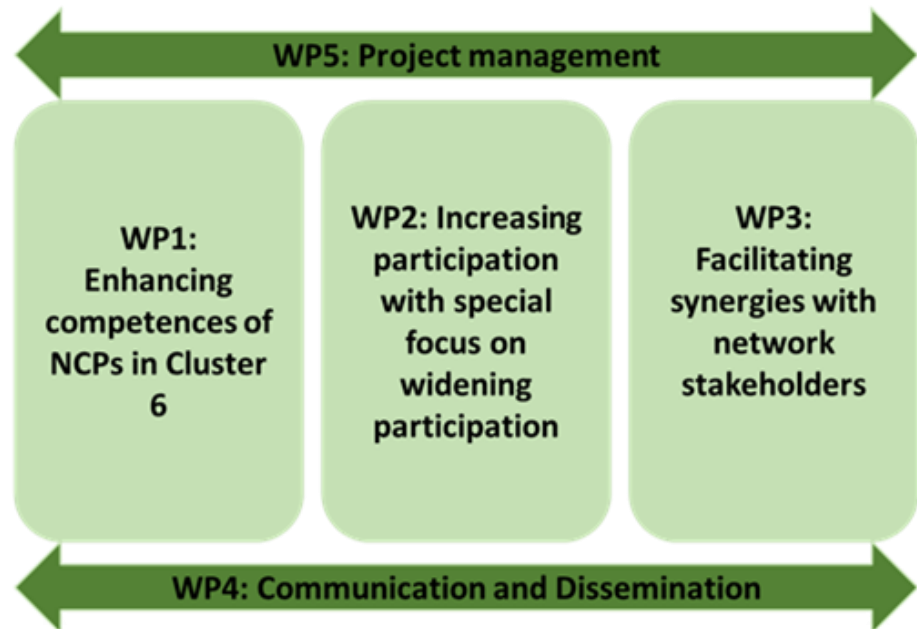 WP5: Project management
WP1:
Enhancing
competences of
NCPs in Cluster
6
WP2: Increasing
participation
with special
focus on
widening
participation
WP3:
Facilitating
synergies with
network
stakeholders
WP4: Communication and Dissemination